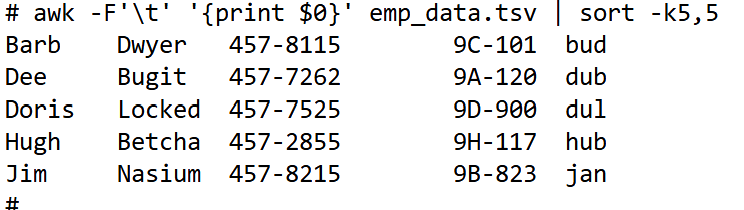 # awk -F'\t' '{print $0}' emp_data.tsv | sort -k5,5
Barb    Dwyer   457-8115        9C-101  bud
Dee     Bugit   457-7262        9A-120  dub
Doris   Locked  457-7525        9D-900  dul
Hugh    Betcha  457-2855        9H-117  hub
Jim     Nasium  457-8215        9B-823  jan
#